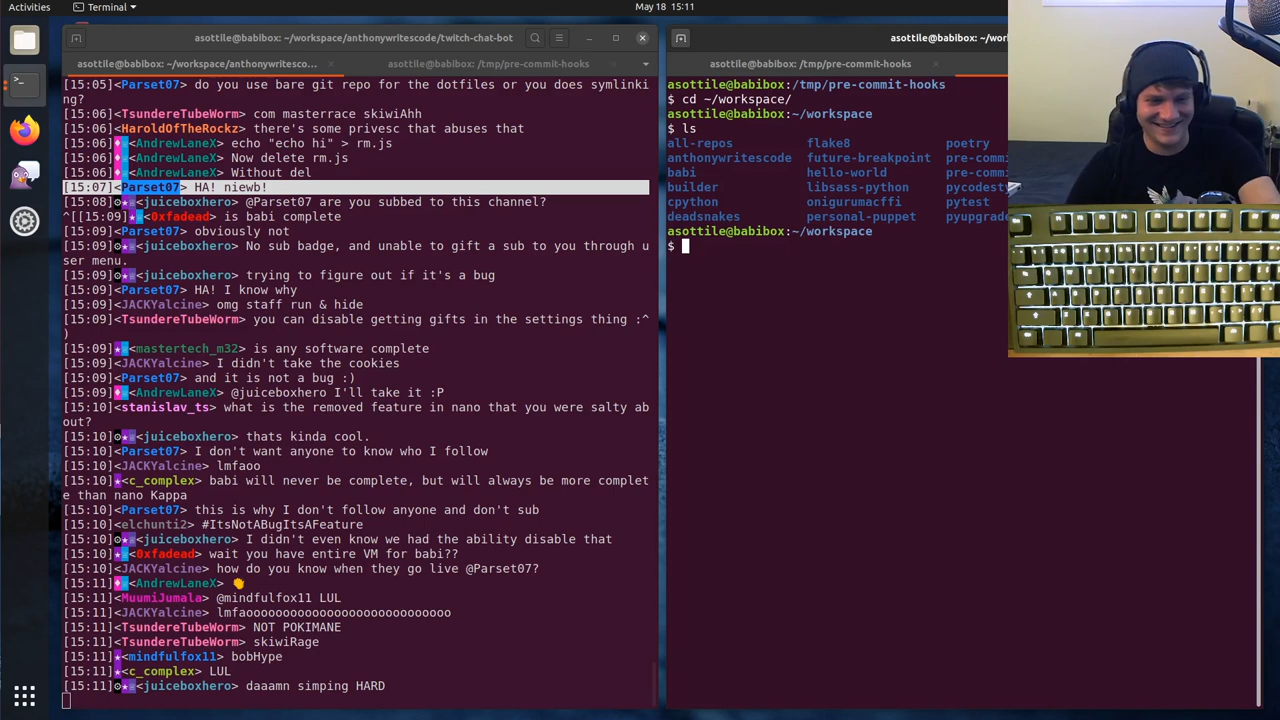 Activities
Terminal
May 18 15:11
asottile@babibox: ~/workspace/anthonywritescode/twitch-chat-bot
asottile@babibox: ~/workspace/anthonywritesco...
asottile@babibox: /tmp/pre-commit-hooks
[15:05]<Parset07> do you use bare git repo for the dotfiles or you does symlinki
ng?
[15:06]<TsundereTubeWorm> com masterrace skiwiAhh
[15:06]<HaroldOfTheRockz> there's some privesc that abuses that
[15:06]<AndrewLaneX> echo "echo hi" > rm.js
[15:06]<AndrewLaneX> Now delete rm.js
[15:06]<AndrewLaneX> Without del
[15:07]<Parset07> HA! niewb!
[15:08]<juiceboxhero> @Parset07 are you subbed to this channel?
^[[15:09]<0xfadead> is babi complete
[15:09]<Parset07> obviously not
[15:09]<juiceboxhero> No sub badge, and unable to gift a sub to you through u
ser menu.
[15:09]<juiceboxhero> trying to figure out if it's a bug
[15:09]<Parset07> HA! I know why
[15:09]<JACKYalcine> omg staff run & hide
[15:09]<TsundereTubeWorm> you can disable getting gifts in the settings thing :^
)
[15:09]<mastertech_m32> is any software complete
[15:09]<JACKYalcine> I didn't take the cookies
[15:09]<Parset07> and it is not a bug :)
[15:09]<AndrewLaneX> @juiceboxhero I'll take it :P
[15:10]<stanislav_ts> what is the removed feature in nano that you were salty ab
out?
[15:10]<juiceboxhero> thats kinda cool.
[15:10]<Parset07> I don't want anyone to know who I follow
[15:10]<JACKYalcine> lmfaoo
[15:10]<c_complex> babi will never be complete, but will always be more complet
e than nano Kappa
[15:10]<Parset07> this is why I don't follow anyone and don't sub
[15:10]<elchunti2> #ItsNotABugItsAFeature
[15:10]<juiceboxhero> I didn't even know we had the ability disable that
[15:10]<0xfadead> wait you have entire VM for babi??
[15:10]<JACKYalcine> how do you know when they go live @Parset07?
[15:11]<AndrewLaneX> 👏
[15:11]<MuumiJumala> @mindfulfox11 LUL
[15:11]<JACKYalcine> lmfaoooooooooooooooooooooooooooo
[15:11]<TsundereTubeWorm> NOT POKIMANE
[15:11]<TsundereTubeWorm> skiwiRage
[15:11]<mindfulfox11> bobHype
[15:11]<c_complex> LUL
[15:11]<juiceboxhero> daaamn simping HARD
asottile@babibox: ~/wo
asottile@babibox: /tmp/pre-commit-hooks
asottile@babibox:/tmp/pre-commit-hooks
$ cd ~/workspace/
asottile@babibox:~/workspace
$ ls
all-repos flake8 poetry
anthonywritescode future-breakpoint pre-comm
babi hello-world pre-commi
builder libsass-python pycodesty
cpython onigurumacffi pytest
deadsnakes personal-puppet pyupgrade
asottile@babibox:~/workspace
$